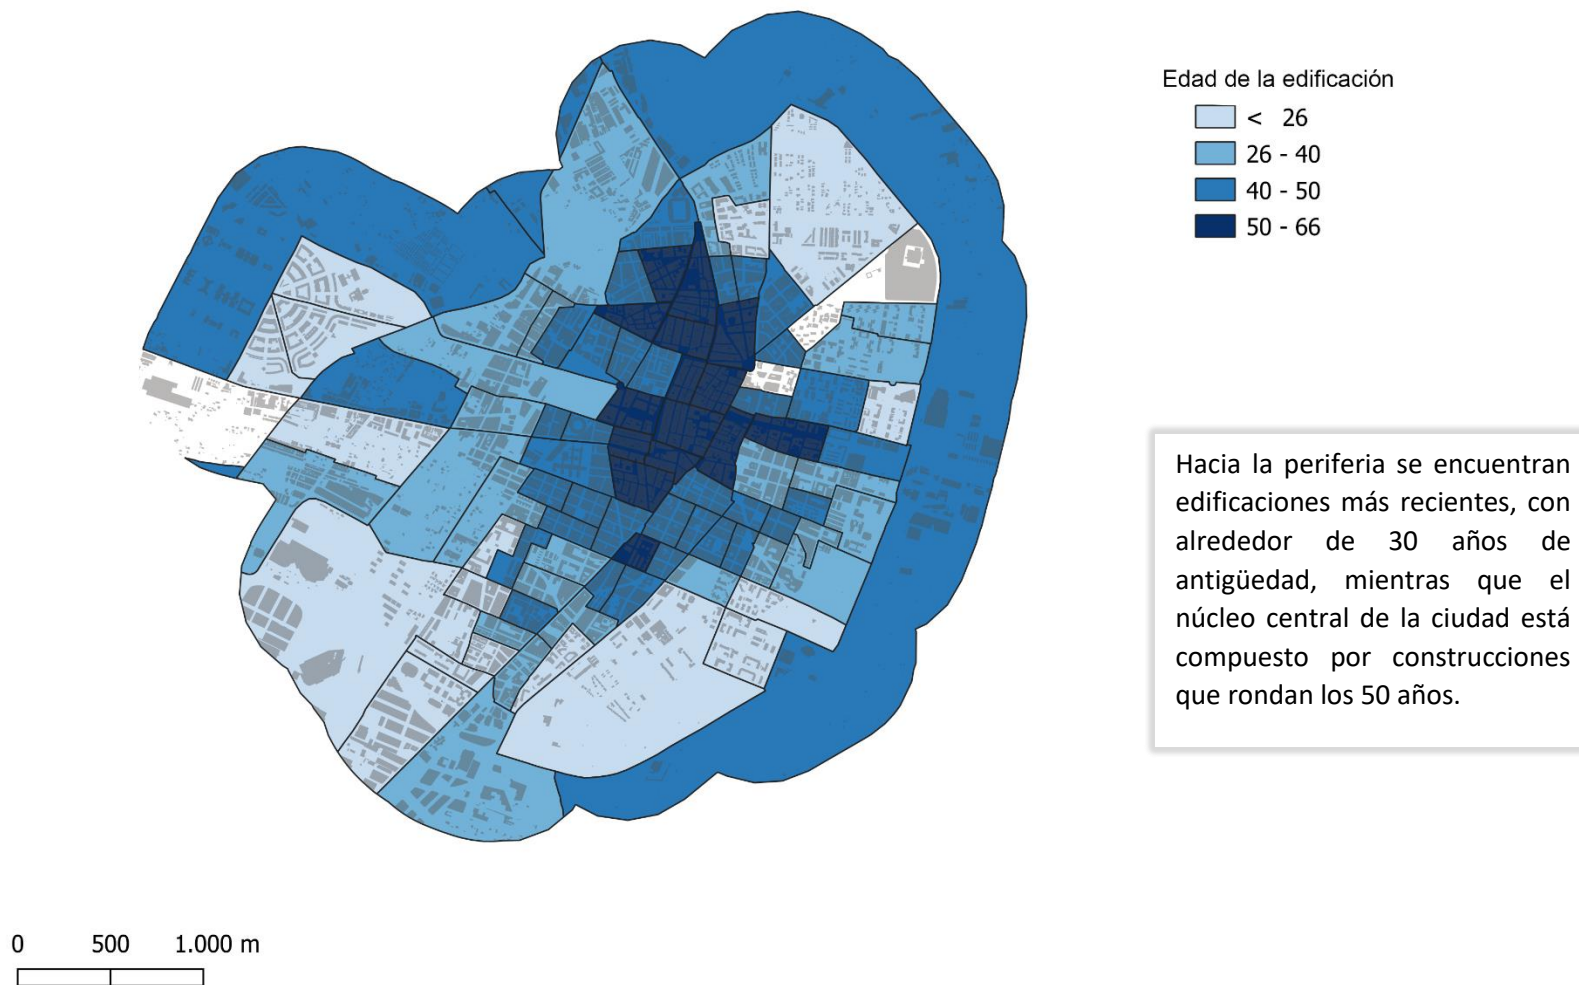 Edad de la edificación
< 26
26 - 40
40 - 50
50 - 66
Hacia la periferia se encuentran
edificaciones más recientes, con
alrededor de 30 años de
antigüedad, mientras que el
núcleo central de la ciudad está
compuesto por construcciones
que rondan los 50 años.
0 500 1.000 m